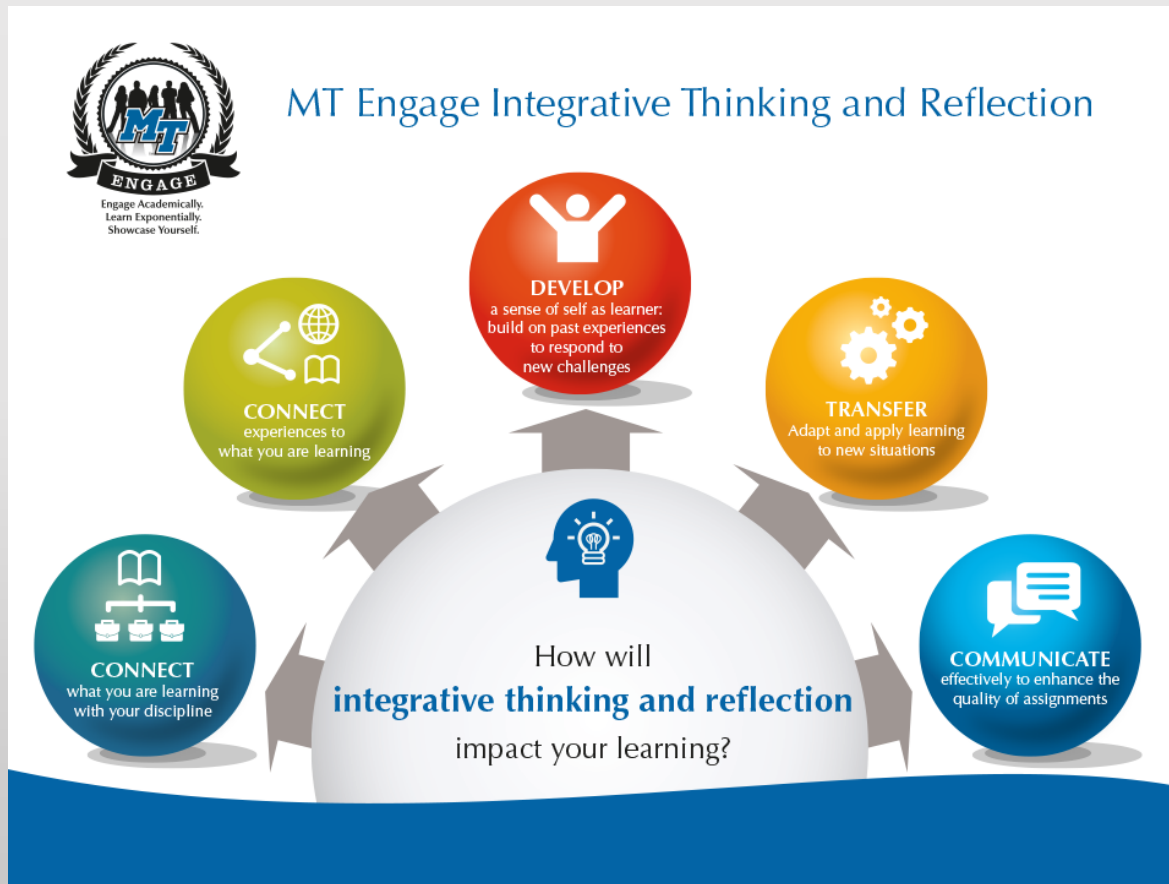 MT
ENGAGE
Engage Academically.
Learn Exponentially.
Showcase Yourself.
MT Engage Integrative Thinking and Reflection
CONNECT
what you are learning
with your discipline
CONNECT
experiences to
what you are learning
DEVELOP
a sense of self as learner:
build on past experiences
to respond to
new challenges
TRANSFER
Adapt and apply learning
to new situations
COMMUNICATE
effectively to enhance the
quality of assignments
How will
integrative thinking and reflection
impact your learning?